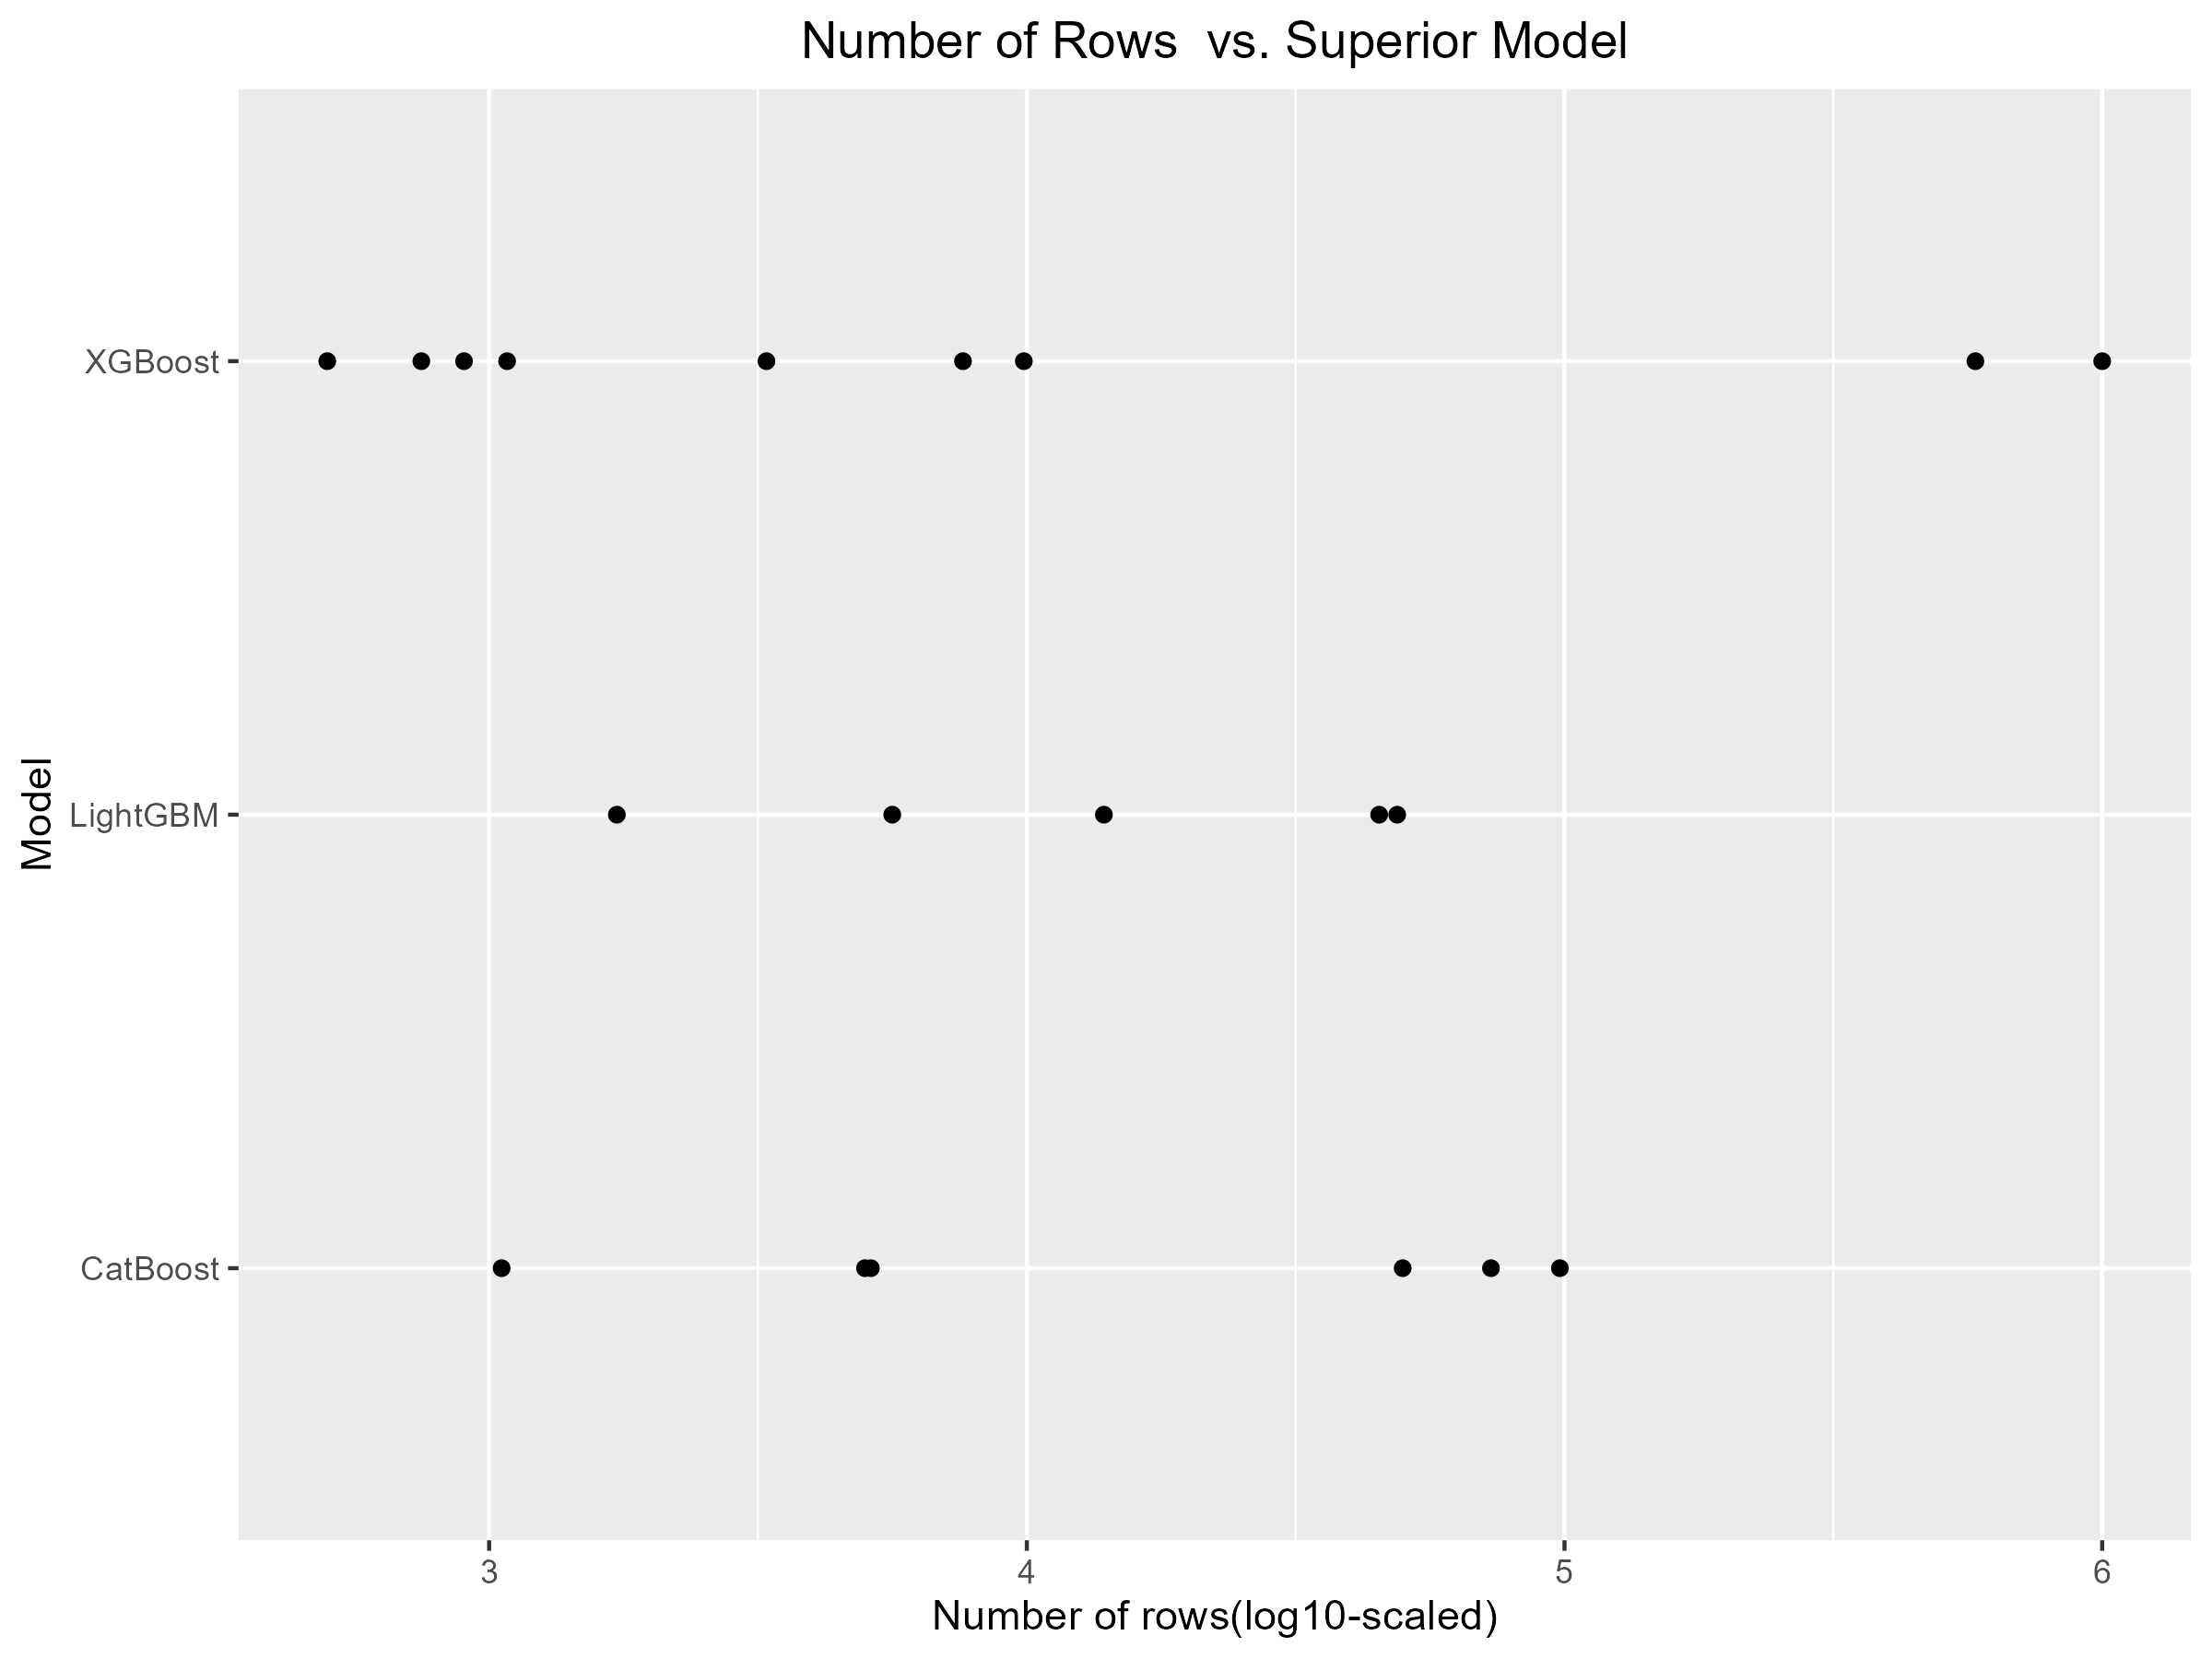 Number of Rows  vs. Superior Model
XGBoost
LightGBM
CatBoost
Model
3 4 5 6
Number of rows(log10-scaled)